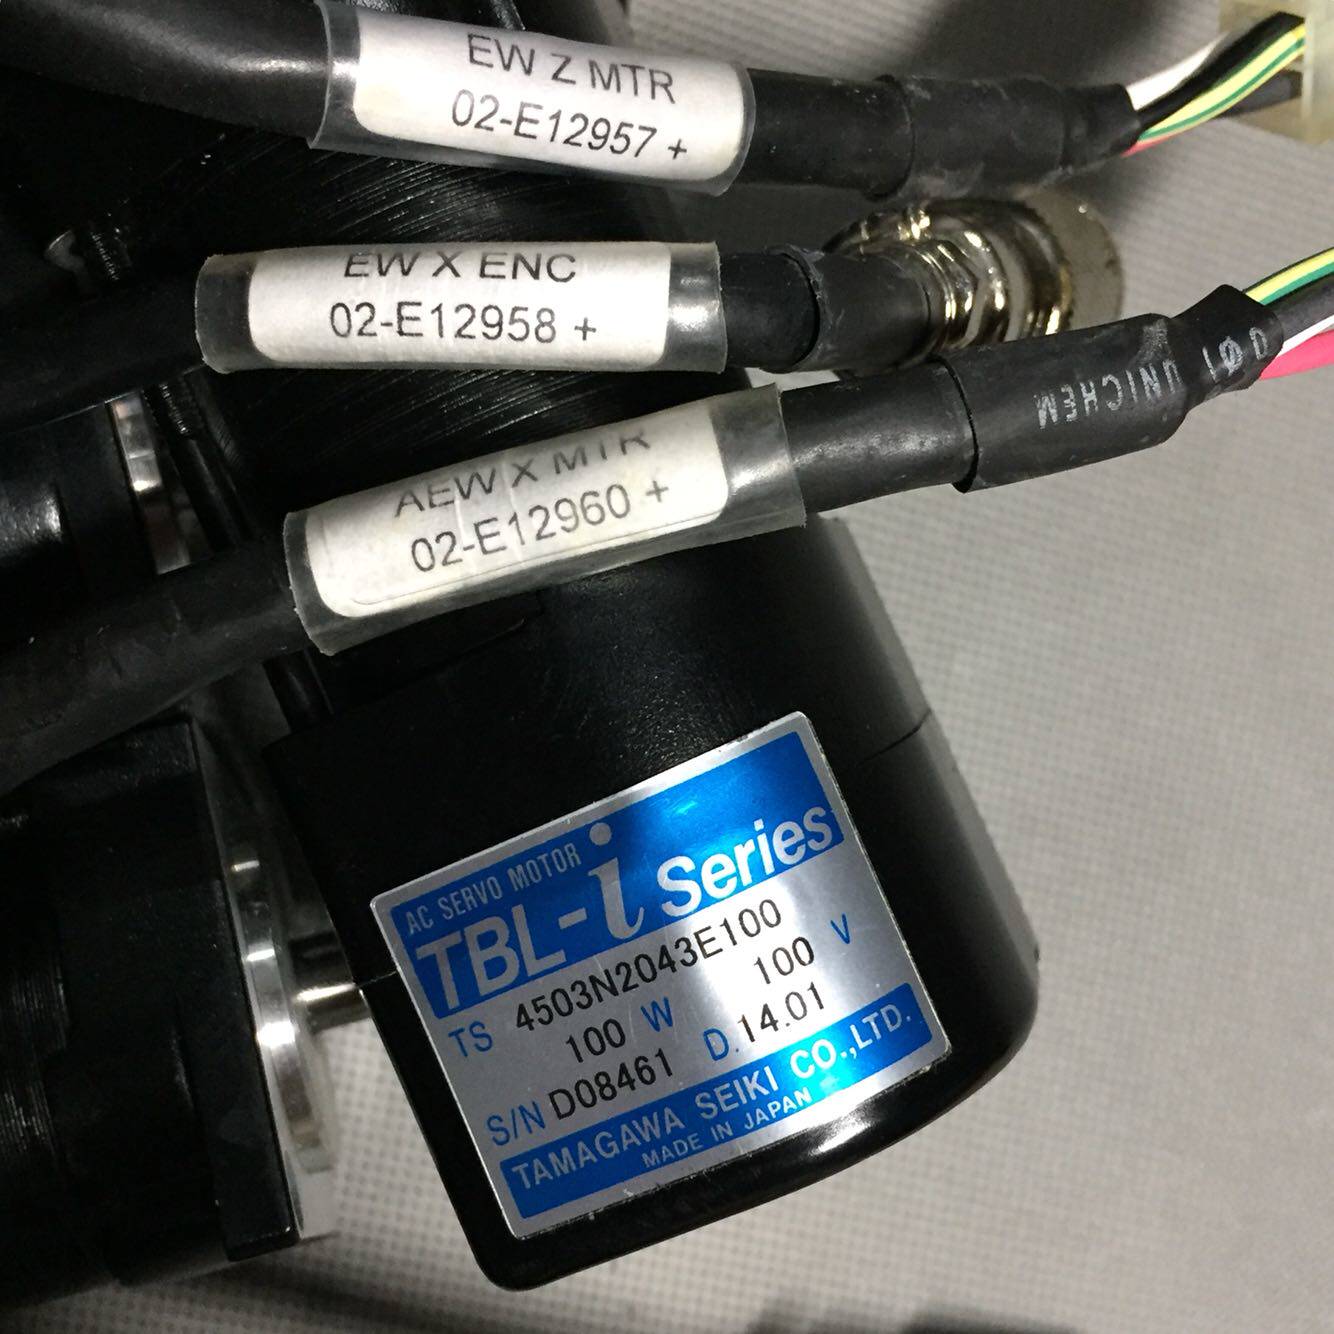 EW Z MTR
02-E12957 +
EW X ENC
02-E12958 +
AEW X MTR
02-E12960 +
UNICHEM
AC SERVO MOTOR
TBL-i Series
TS 4503N2043E100
100 W 100 V
S/N D08461 D.14.01
TAMAGAWA SEIKI CO.,LTD.
MADE IN JAPAN